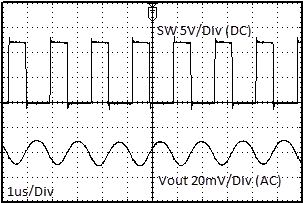 SW 5V/Div (DC)
Vout 20mV/Div (AC)
1us/Div